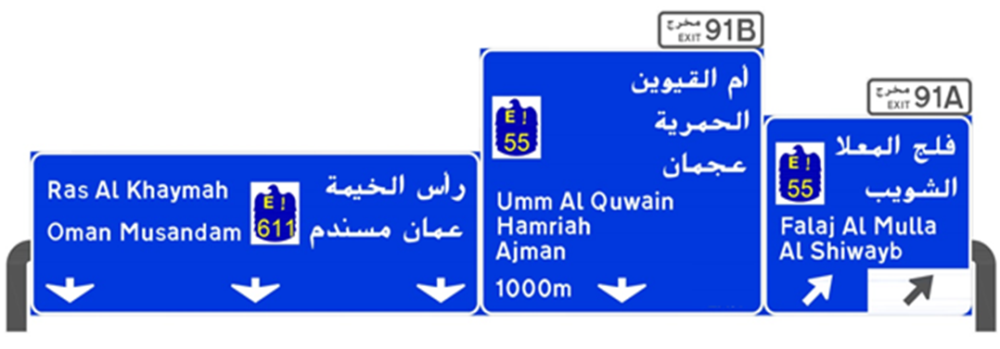 Ras Al Khaymah
Oman Musandam
E إ
611
رأس الخيمة
عمان مسندم
مخرج
EXIT 91B
أم القيوين
الحمرية
عجمان
E إ
55
Umm Al Quwain
Hamriah
Ajman
1000m
مخرج
EXIT 91A
فلج المعلا
الشويب
E إ
55
Falaj Al Mulla
Al Shiwayb